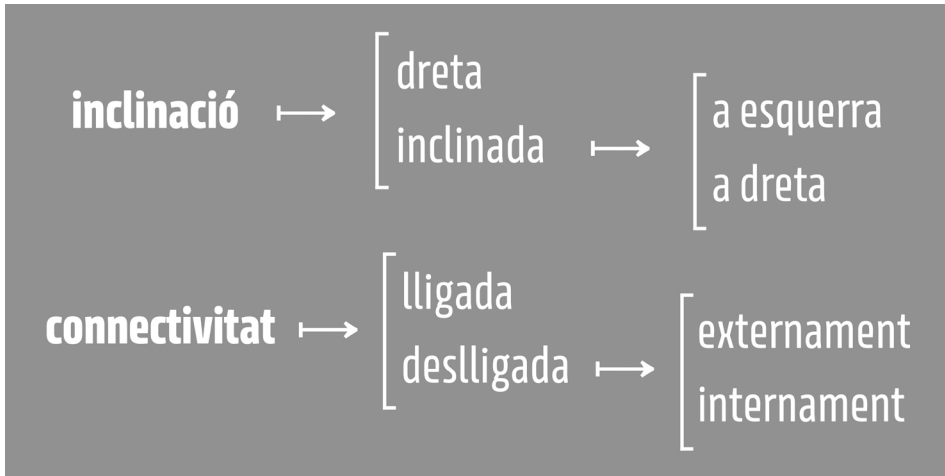 inclinació
dreta
inclinada
a esquerra
a dreta
connectivitat
lligada
deslligada
externament
internament